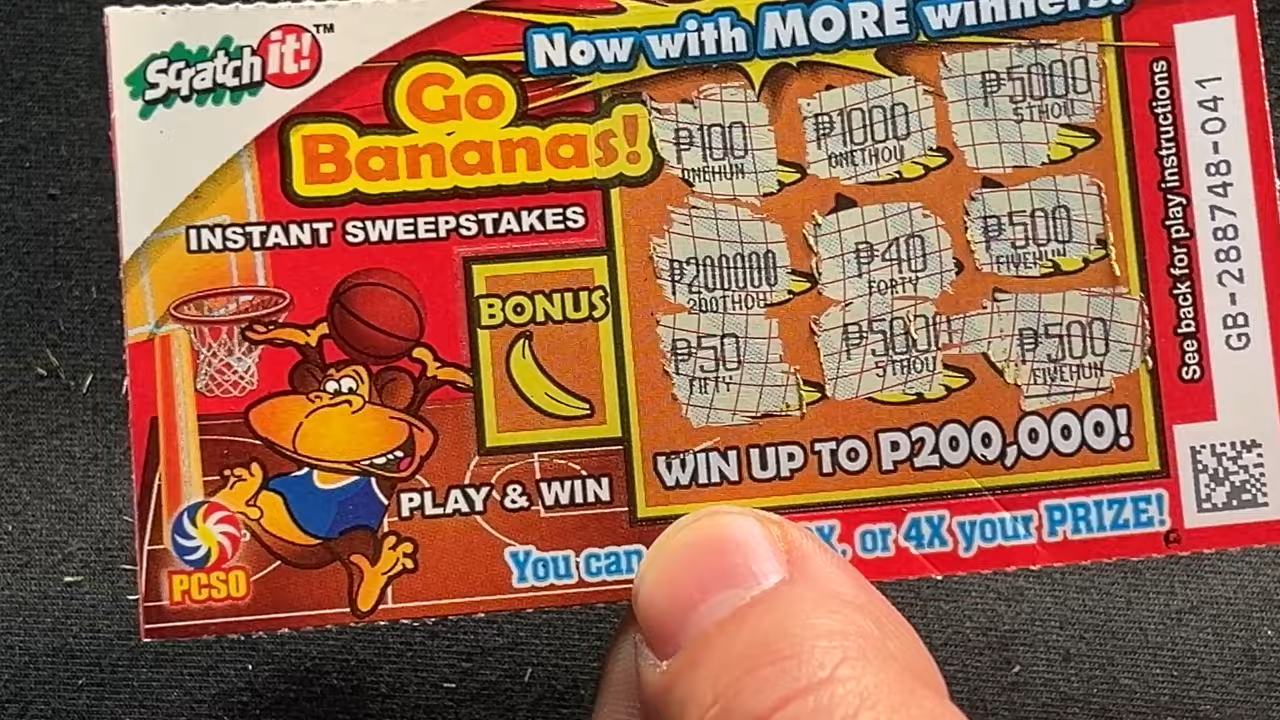 Scratch it!™
Now with MORE winners!
Go
Bananas!
INSTANT SWEEPSTAKES
BONUS
PLAY & WIN
PCSO
₱100
ONEHUN
₱1000
ONETHOU
₱5000
5THOU
₱200000
200THOU
₱40
FORTY
₱500
FIVEHUN
₱50
FIFTY
₱5000
5THOU
₱500
FIVEHUN
WIN UP TO P200,000!
You can X, or 4X your PRIZE!
See back for play instructions
GB-288748-041